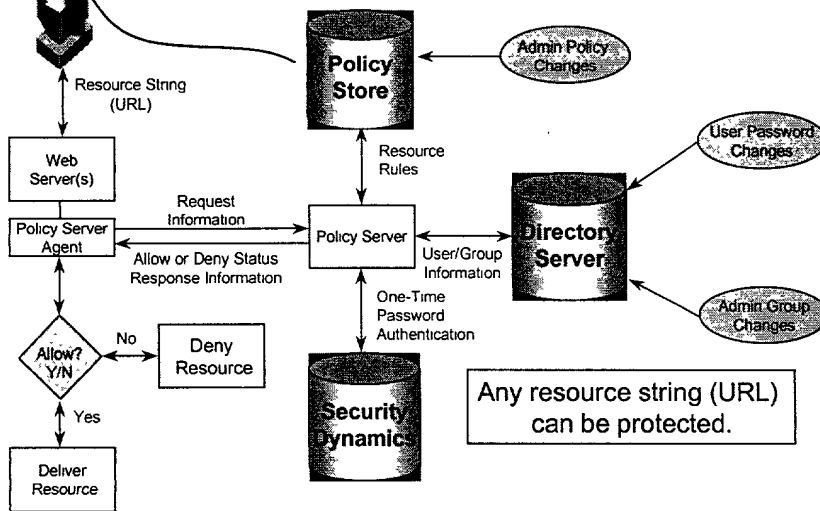 Policy
Store
Admin Policy
Changes
Resource String
(URL)
User Password
Changes
Web
Server(s)
Resource
Rules
Request
Information
Policy Server
Agent
Policy Server
Directory
Server
Allow or Deny Status
Response Information
User/Group
Information
One-Time
Password
Authentication
Admin Group
Changes
Allow?
Y/N
No
Deny
Resource
Yes
Security
Dynamics
Any resource string (URL)
can be protected.
Deliver
Resource